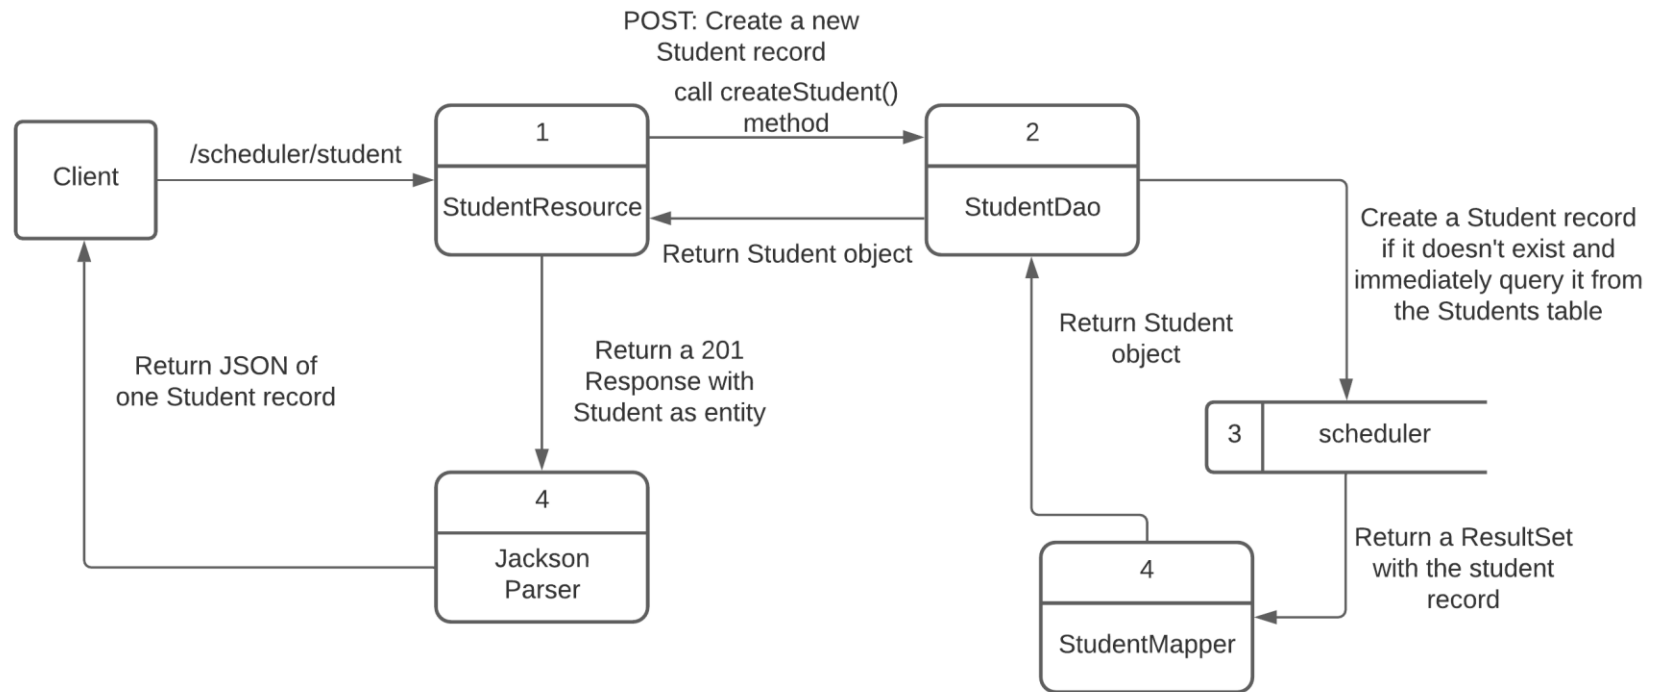 POST: Create a new
Student record
call createStudent()
method
Client
/scheduler/student
1
StudentResource
2
StudentDao
Return Student object
Create a Student record
if it doesn't exist and
immediately query it from
the Students table
Return JSON of
one Student record
Return a 201
Response with
Student as entity
Return Student
object
3
scheduler
4
Jackson
Parser
Return a ResultSet
with the student
record
4
StudentMapper